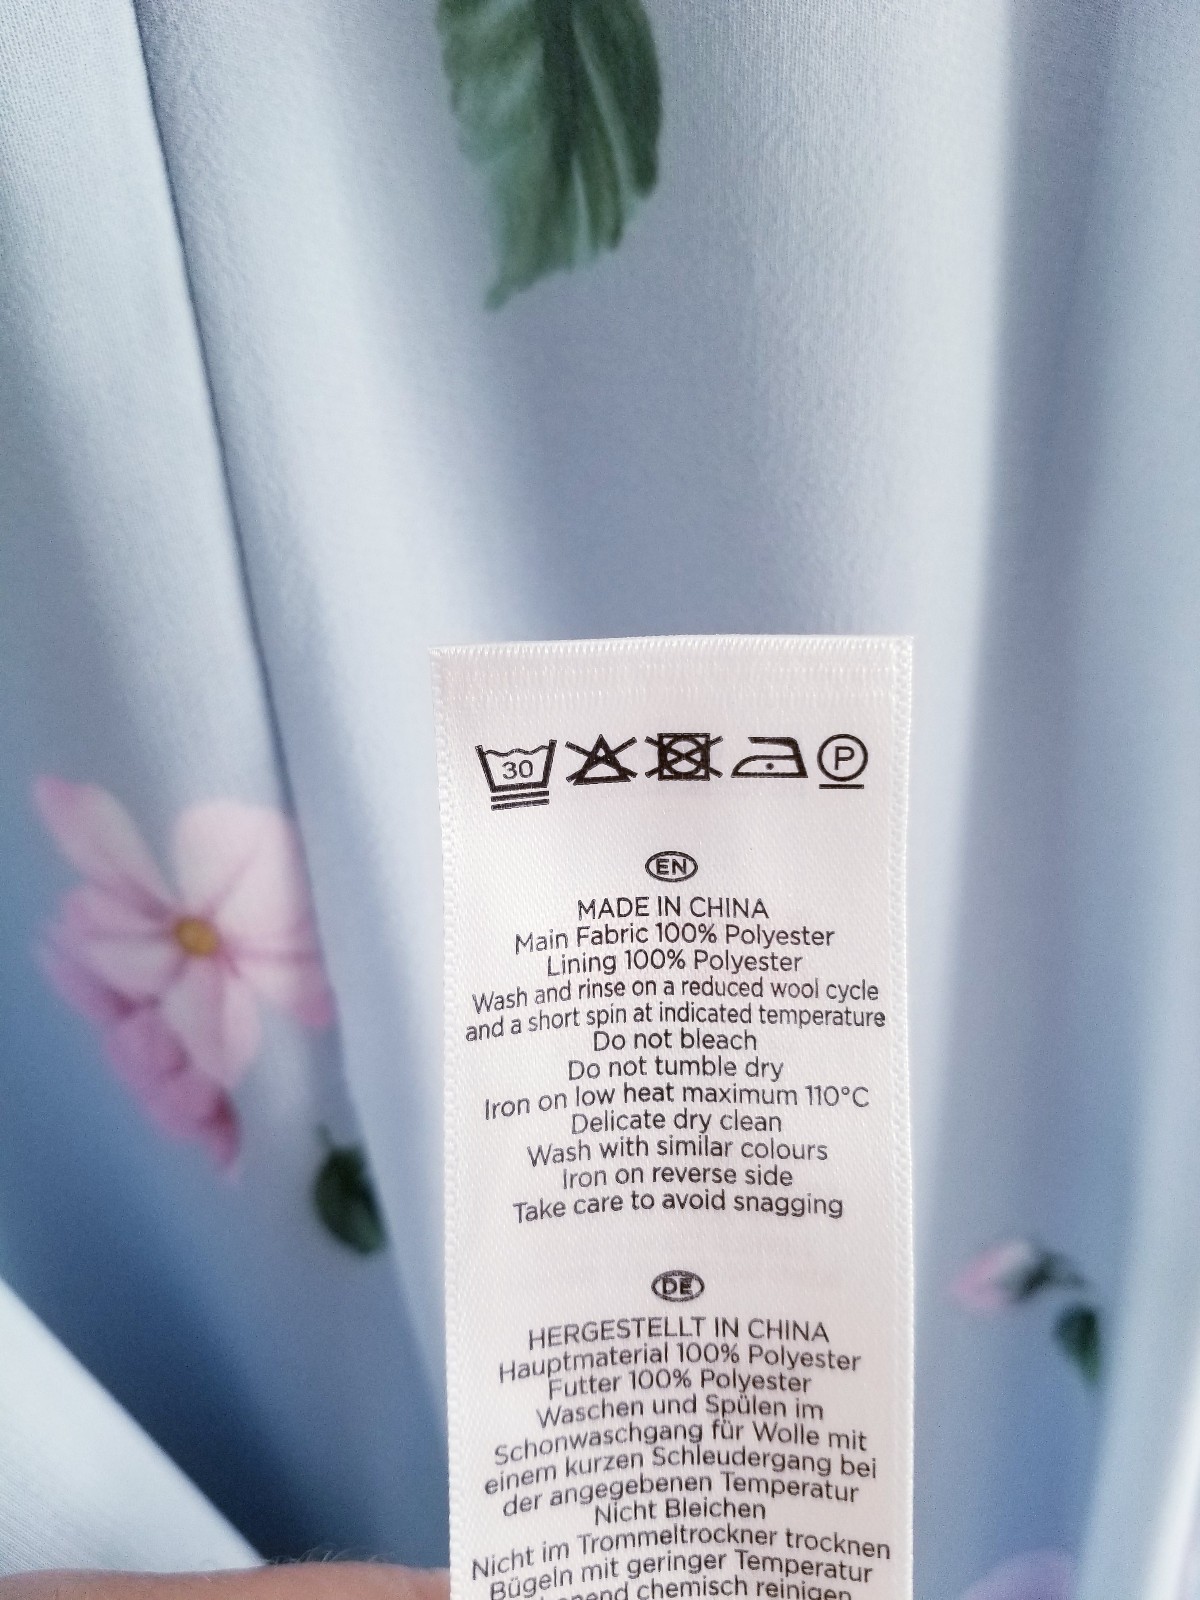 30 P
EN
MADE IN CHINA
Main Fabric 100% Polyester
Lining 100% Polyester
Wash and rinse on a reduced wool cycle
and a short spin at indicated temperature
Do not bleach
Do not tumble dry
Iron on low heat maximum 110°C
Delicate dry clean
Wash with similar colours
Iron on reverse side
Take care to avoid snagging
DE
HERGESTELLT IN CHINA
Hauptmaterial 100% Polyester
Futter 100% Polyester
Waschen und Spülen im
Schonwaschgang für Wolle mit
einem kurzen Schleudergang bei
der angegebenen Temperatur
Nicht Bleichen
Nicht im Trommeltrockner trocknen
Bügeln mit geringer Temperatur
chemisch reinigen